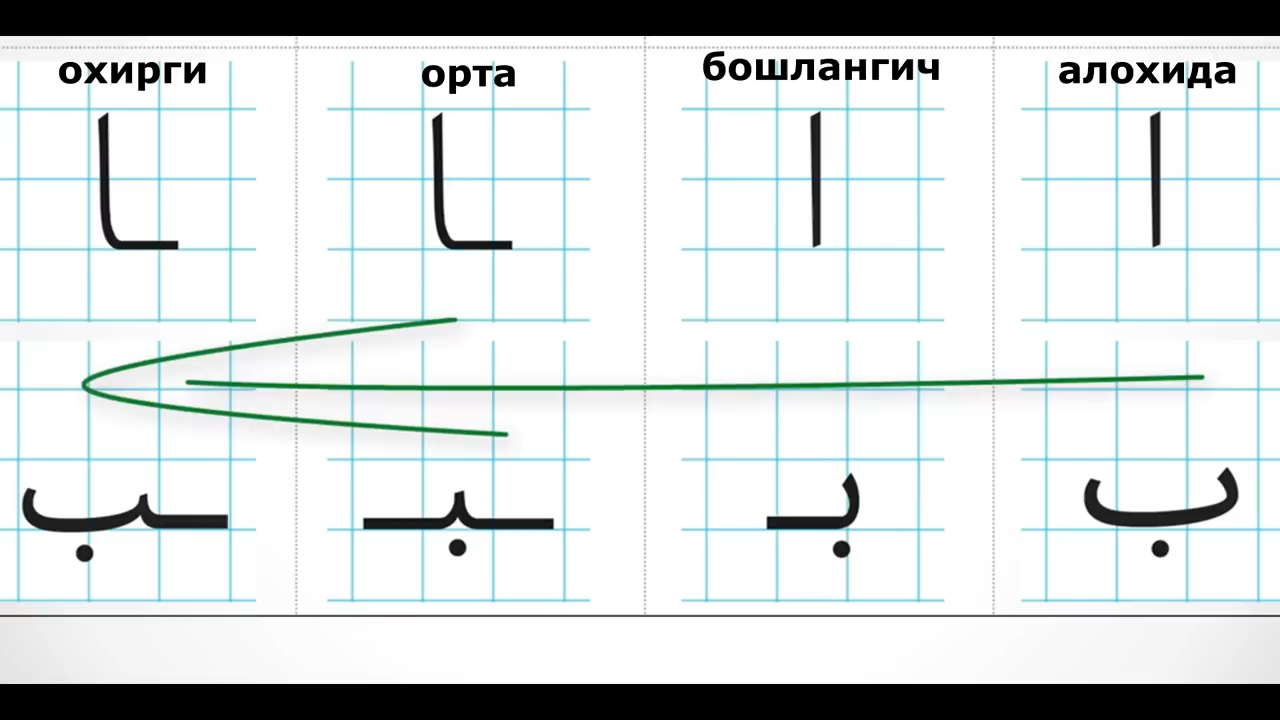 охирги орта бошлангич алохида
ـا ـا ا ا
ـب ـبـ بـ ب